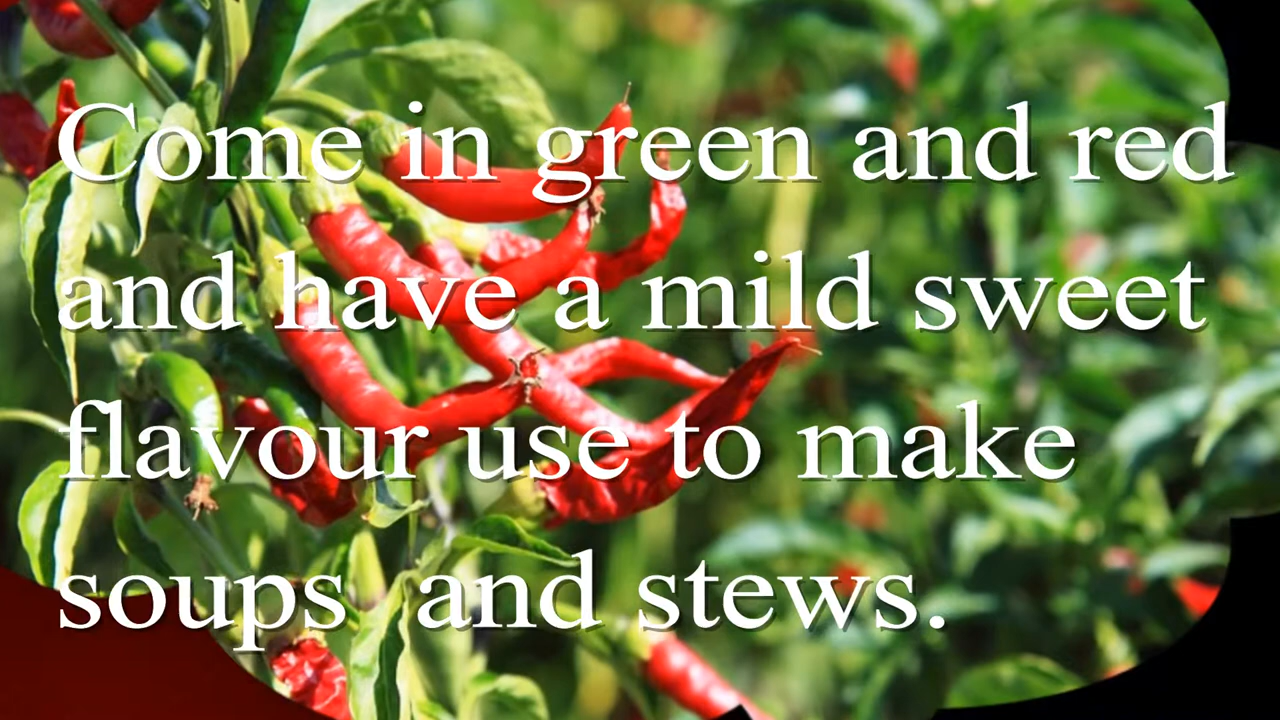 Come in green and red
and have a mild sweet
flavour use to make
soups  and stews.